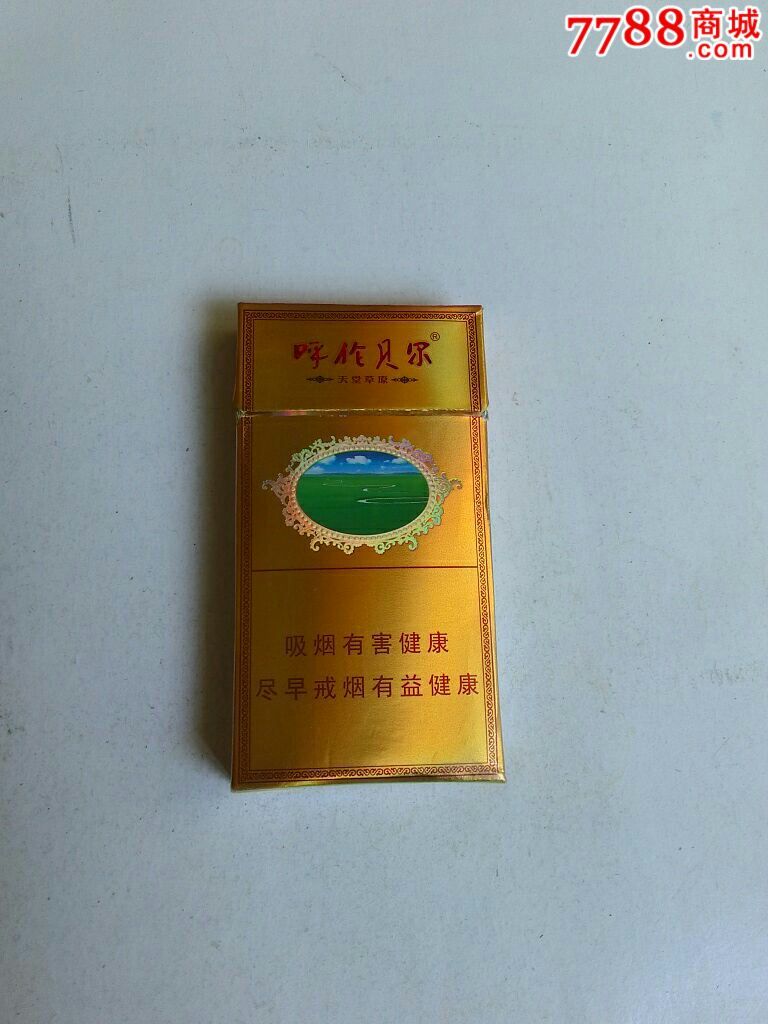 7788商城
.com
呼伦贝尔®
天堂草原
吸烟有害健康
尽早戒烟有益健康